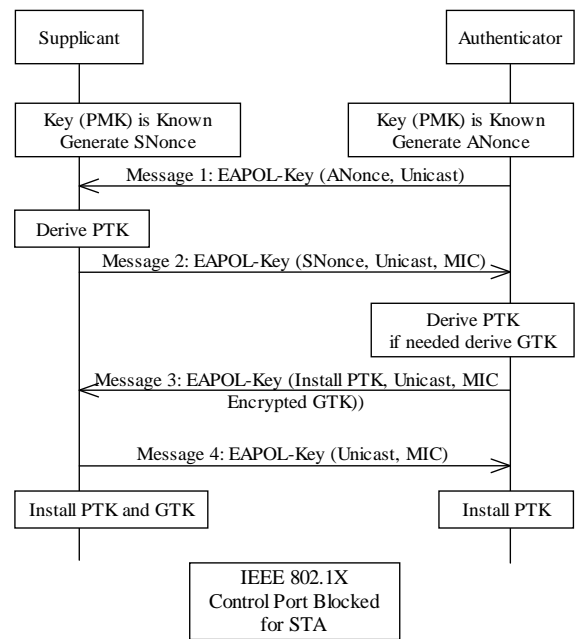 Supplicant
Authenticator
Key (PMK) is Known
Generate SNonce
Key (PMK) is Known
Generate ANonce
Message 1: EAPOL-Key (ANonce, Unicast)
Derive PTK
Message 2: EAPOL-Key (SNonce, Unicast, MIC)
Derive PTK
if needed derive GTK
Message 3: EAPOL-Key (Install PTK, Unicast, MIC
Encrypted GTK))
Message 4: EAPOL-Key (Unicast, MIC)
Install PTK and GTK
Install PTK
IEEE 802.1X
Control Port Blocked
for STA